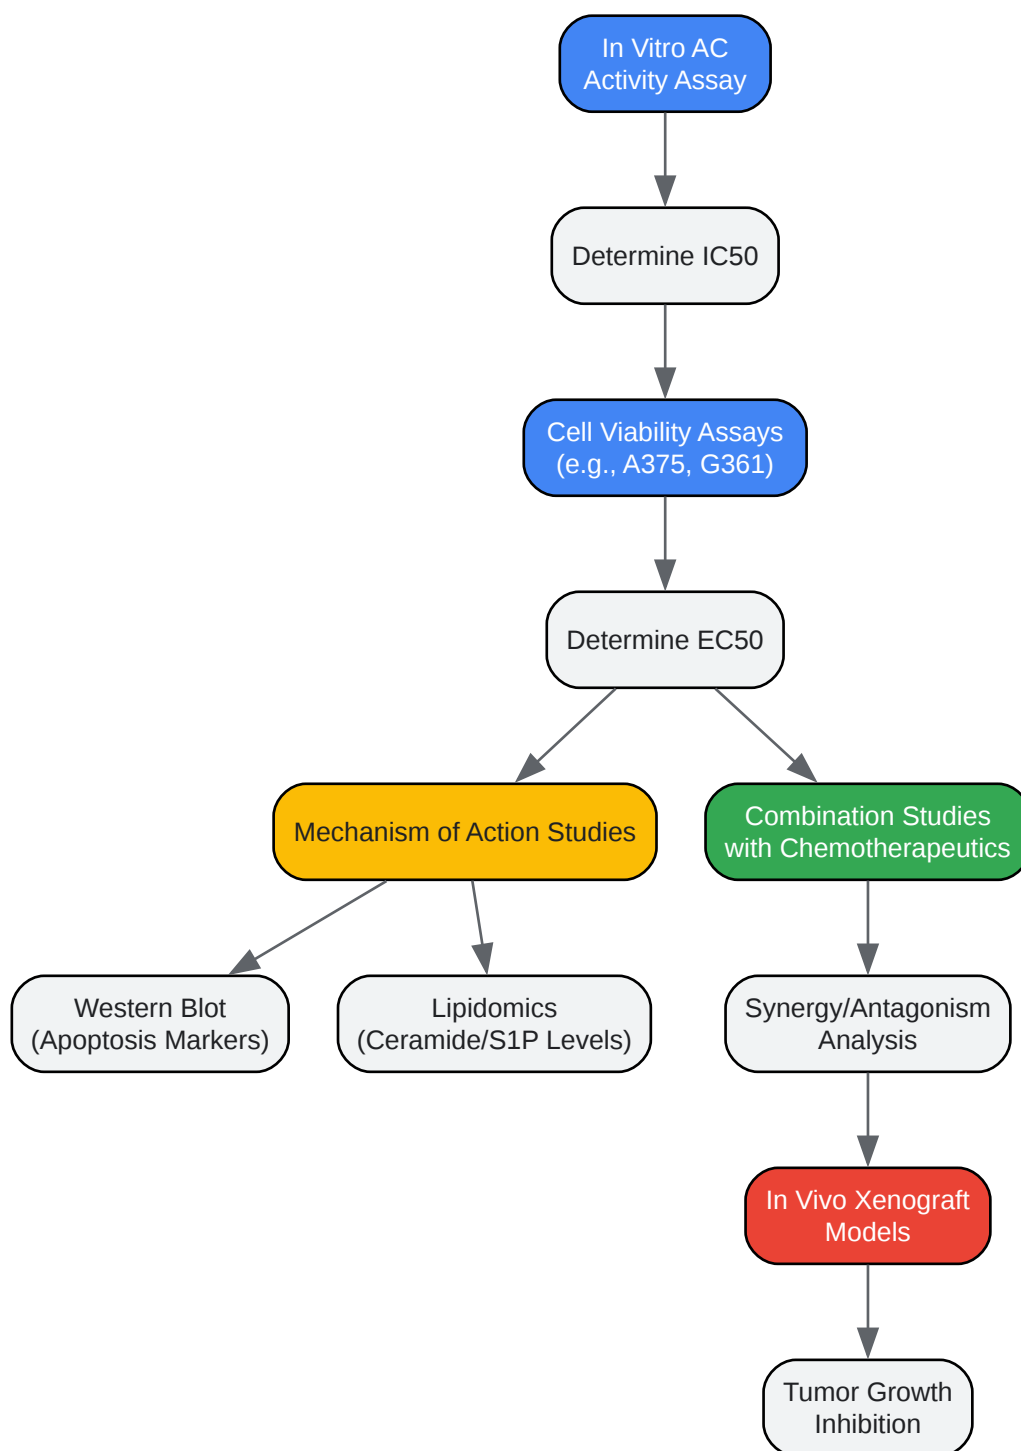 In Vitro AC
Activity Assay
Determine IC50
Cell Viability Assays
(e.g., A375, G361)
Determine EC50
Mechanism of Action Studies
Combination Studies
with Chemotherapeutics
Western Blot
(Apoptosis Markers)
Lipidomics
(Ceramide/S1P Levels)
Synergy/Antagonism
Analysis
In Vivo Xenograft
Models
Tumor Growth
Inhibition